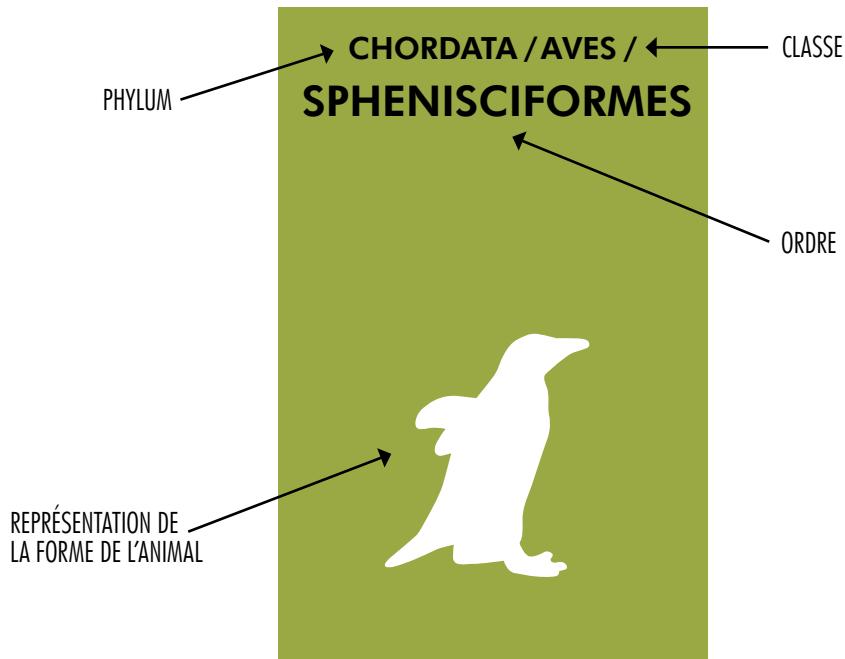 CHORDATA / AVES /
SPHENISCIFORMES
CLASSE
PHYLUM
ORDRE
REPRÉSENTATION DE
LA FORME DE L'ANIMAL